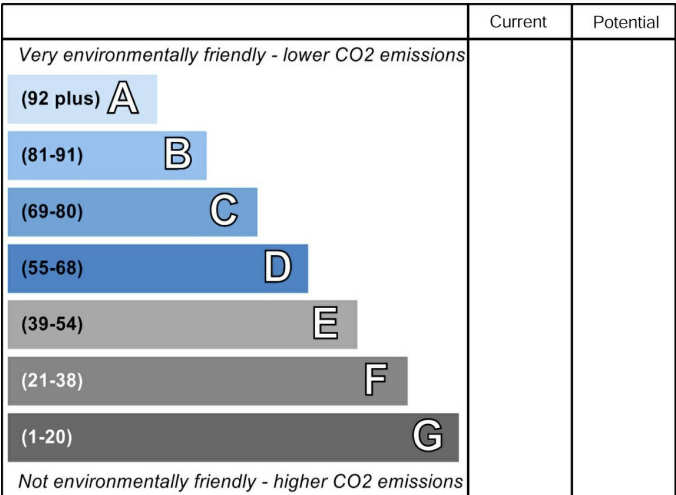 Current Potential
Very environmentally friendly - lower CO2 emissions
(92 plus) A
(81-91) B
(69-80) C
(55-68) D
(39-54) E
(21-38) F
(1-20) G
Not environmentally friendly - higher CO2 emissions